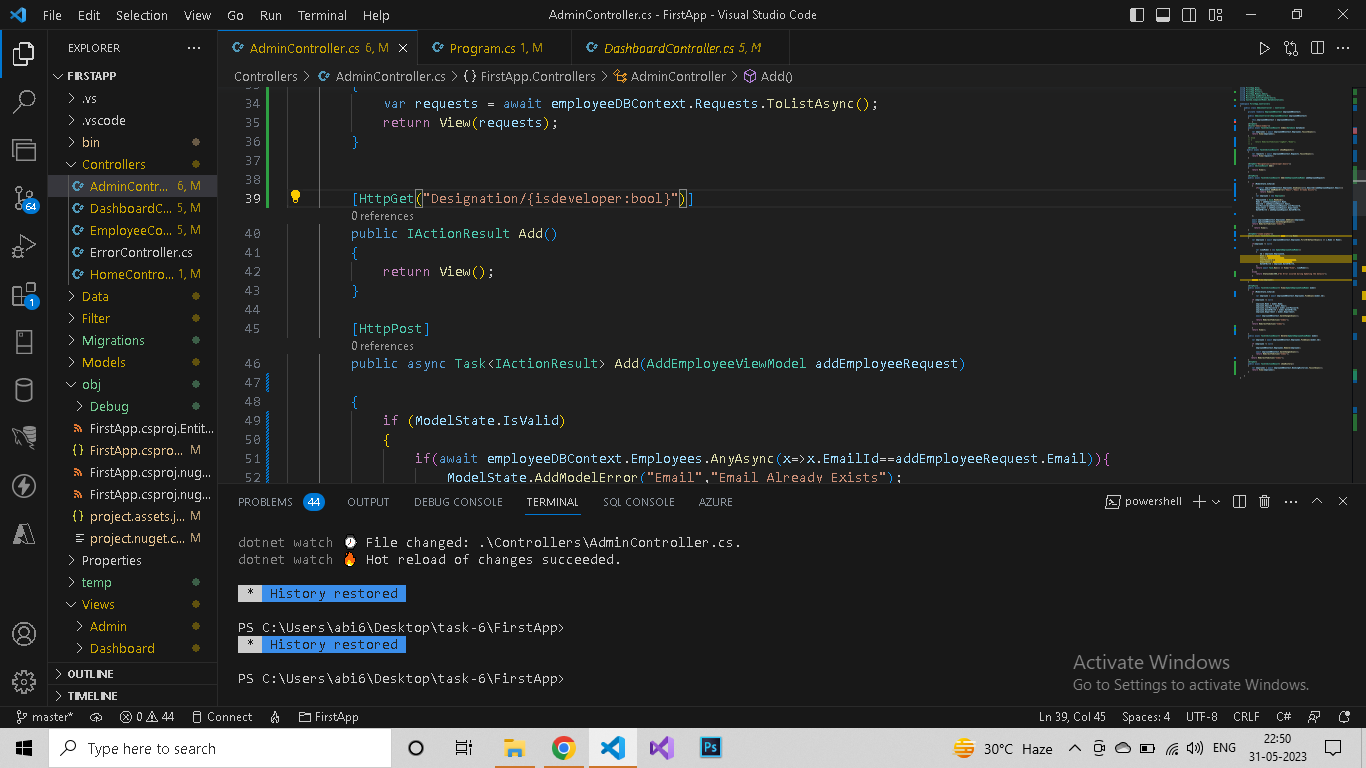 File Edit Selection View Go Run Terminal Help AdminController.cs - FirstApp - Visual Studio Code
EXPLORER
FIRSTAPP
.vs
.vscode
bin
Controllers
AdminContr... 6, M
DashboardC... 5, M
EmployeeCo... 5, M
ErrorController.cs
HomeContro... 1, M
Data
Filter
Migrations
Models
obj
Debug
FirstApp.csproj.Entit...
{} FirstApp.cspro... M
FirstApp.csproj.nug...
FirstApp.csproj.nug...
{} project.assets.j... M
project.nuget.c... M
Properties
temp
Views
Admin
Dashboard
OUTLINE
TIMELINE
64
1
AdminController.cs 6, M Program.cs 1, M DashboardController.cs 5, M
Controllers > AdminController.cs > {} FirstApp.Controllers > AdminController > Add()
33 {
34 var requests = await employeeDBContext.Requests.ToListAsync();
35 return View(requests);
36 }
37
38
39 [HttpGet("Designation/{isdeveloper:bool}")]
0 references
40 public IActionResult Add()
41 {
42 return View();
43 }
44
45 [HttpPost]
0 references
46 public async Task<IActionResult> Add(AddEmployeeViewModel addEmployeeRequest)
47
48 {
49 if (ModelState.IsValid)
50 {
51 if(await employeeDBContext.Employees.AnyAsync(x=>x.EmailId==addEmployeeRequest.Email)){
52 ModelState.AddModelError("Email","Email Already Exists");
PROBLEMS 44 OUTPUT DEBUG CONSOLE TERMINAL SQL CONSOLE AZURE powershell
dotnet watch File changed: .\Controllers\AdminController.cs.
dotnet watch Hot reload of changes succeeded.
* History restored
PS C:\Users\abi6\Desktop\task-6\FirstApp>
* History restored
PS C:\Users\abi6\Desktop\task-6\FirstApp>
Activate Windows
Go to Settings to activate Windows.
master* 0 44 Connect FirstApp Ln 39, Col 45 Spaces: 4 UTF-8 CRLF C#
Type here to search Ps 30°C Haze ENG 22:50
31-05-2023